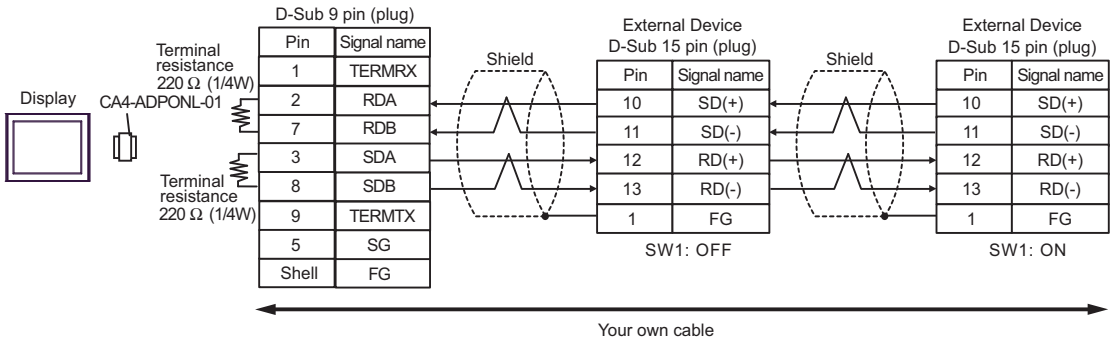 D-Sub 9 pin (plug)
Pin Signal name
1 TERMRX
2 RDA
7 RDB
3 SDA
8 SDB
9 TERMTX
5 SG
Shell FG
Display
CA4-ADPONL-01
Terminal
resistance
220 Ω (1/4W)
Terminal
resistance
220 Ω (1/4W)
Shield
External Device
D-Sub 15 pin (plug)
Pin Signal name
10 SD(+)
11 SD(-)
12 RD(+)
13 RD(-)
1 FG
SW1: OFF
Shield
External Device
D-Sub 15 pin (plug)
Pin Signal name
10 SD(+)
11 SD(-)
12 RD(+)
13 RD(-)
1 FG
SW1: ON
Your own cable